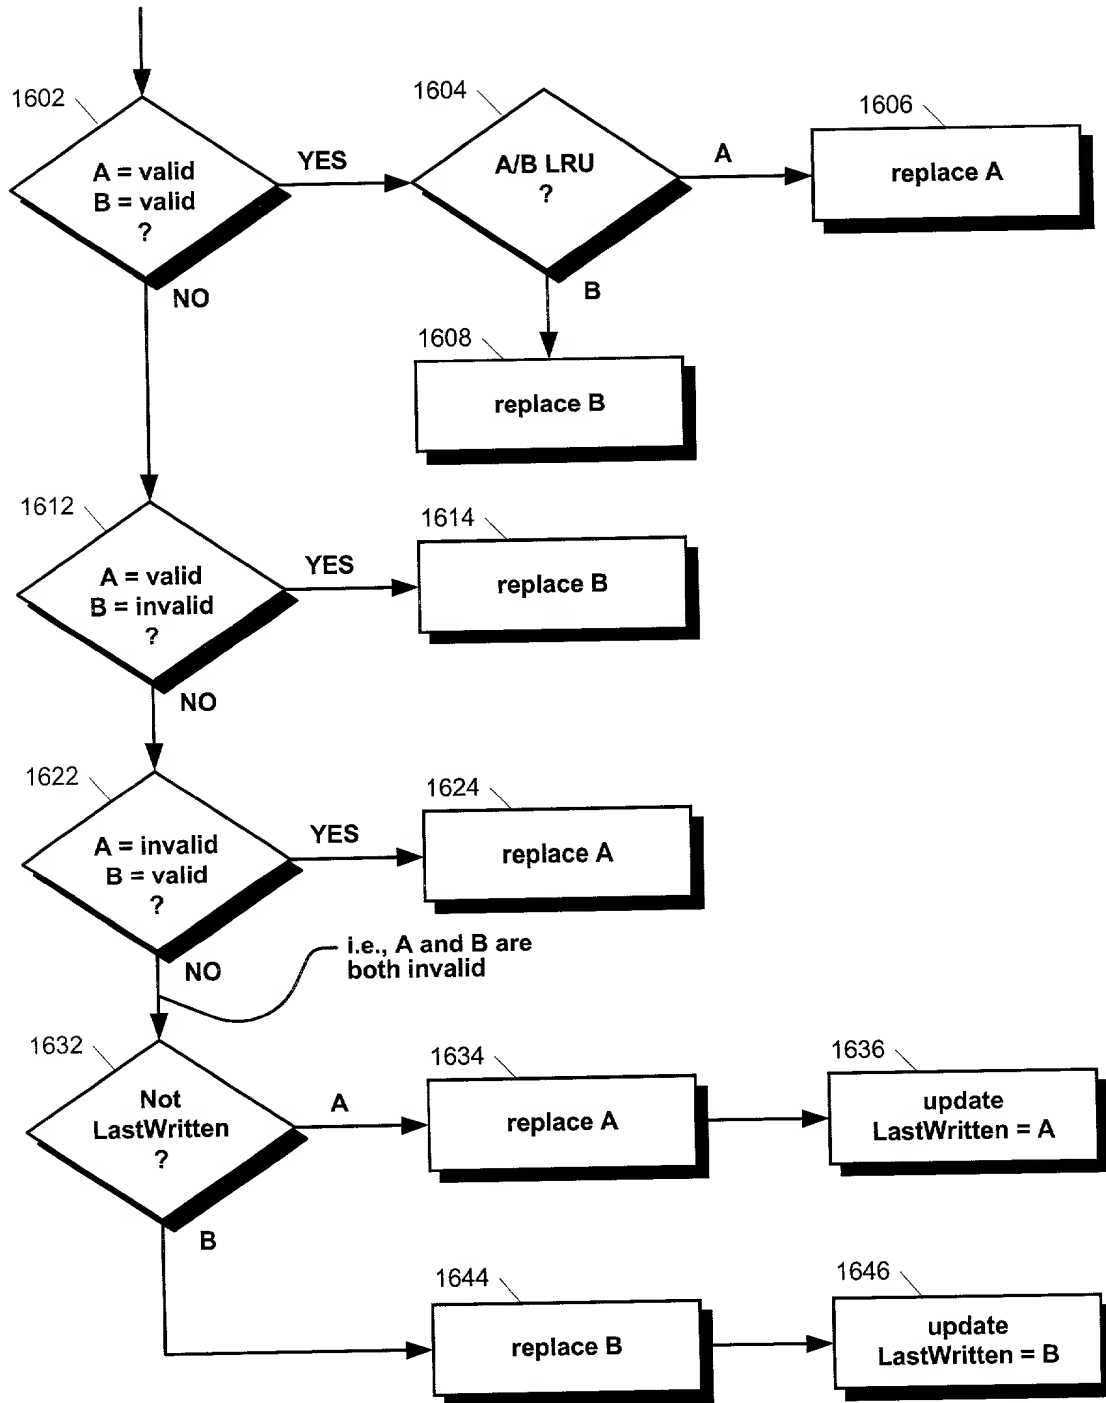 1602
A = valid
B = valid
?
YES
NO
1604
A/B LRU
?
A
B
1606
replace A
1608
replace B
1612
A = valid
B = invalid
?
YES
NO
1614
replace B
1622
A = invalid
B = valid
?
YES
NO
1624
replace A
i.e., A and B are
both invalid
1632
Not
LastWritten
?
A
B
1634
replace A
1636
update
LastWritten = A
1644
replace B
1646
update
LastWritten = B